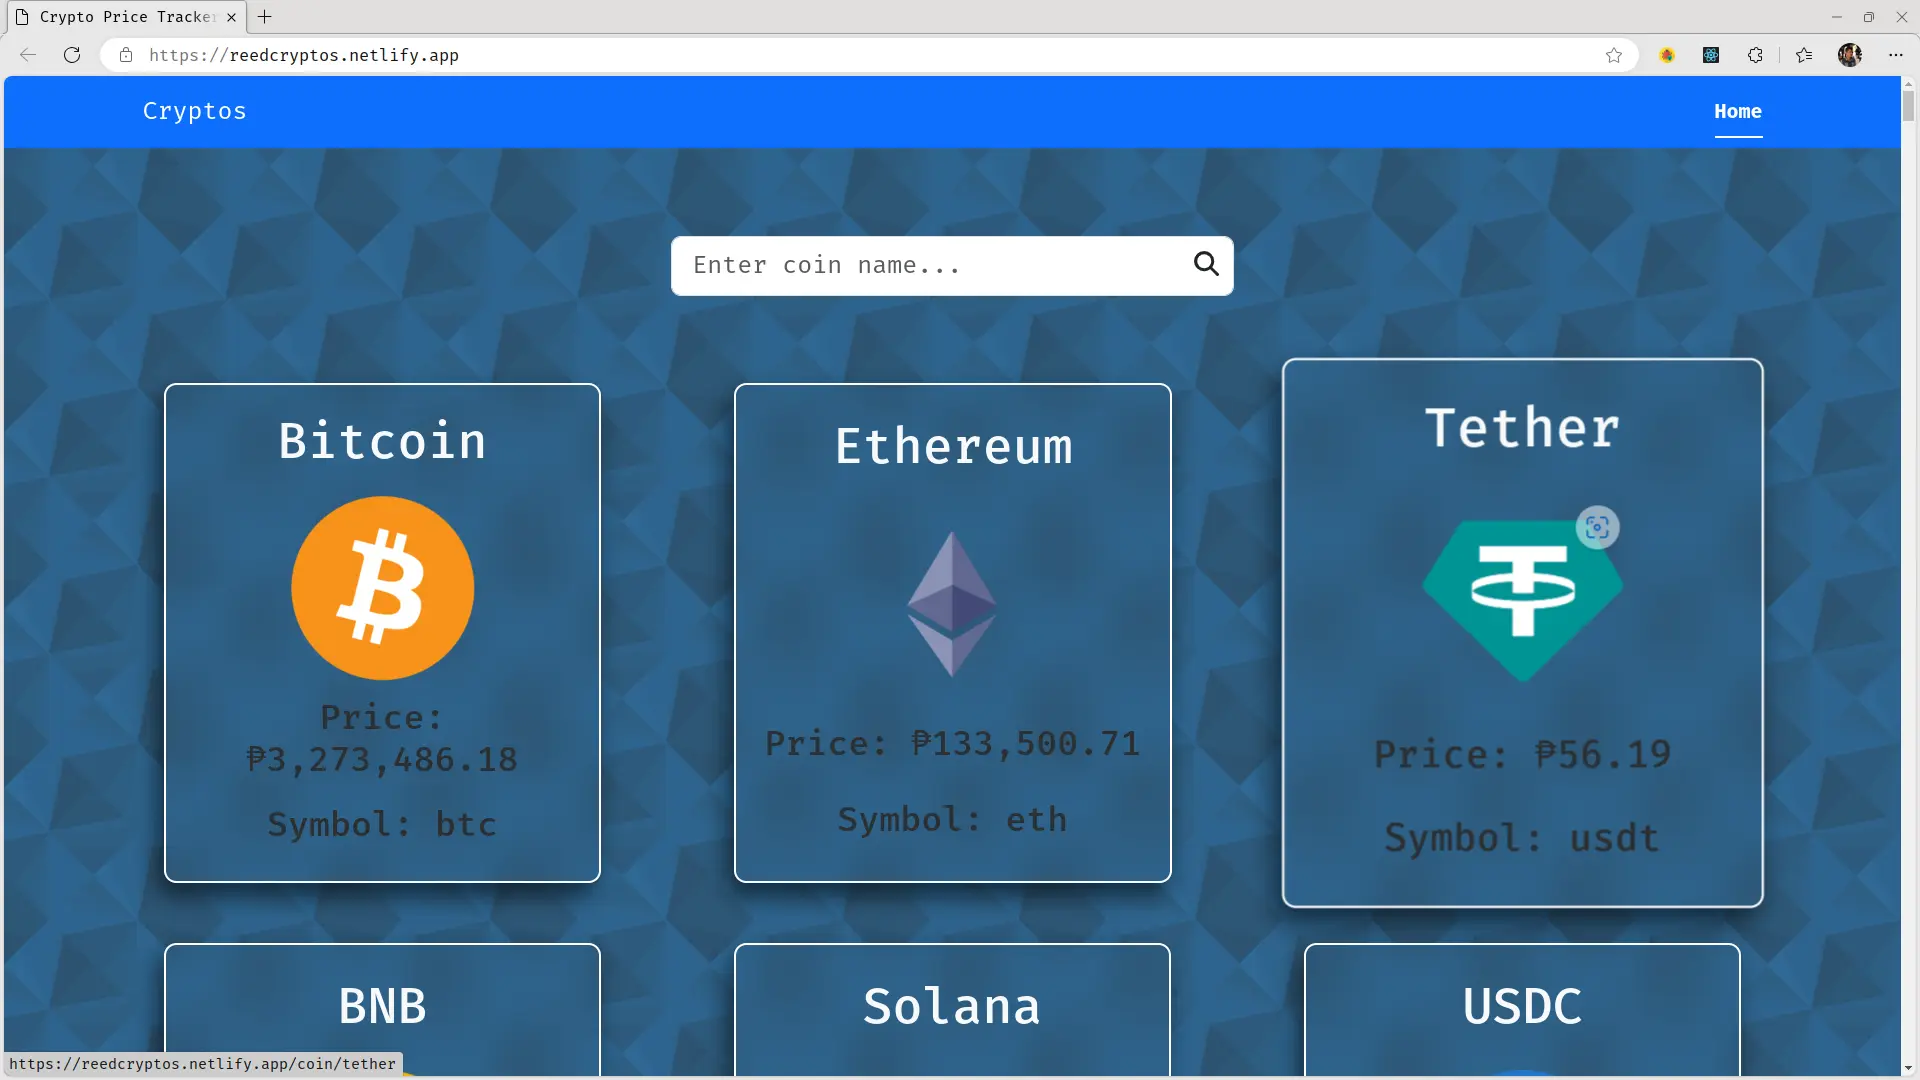 Crypto Price Tracker
https://reedcryptos.netlify.app
Cryptos
Home
Enter coin name...
Bitcoin
Price:
₱3,273,486.18
Symbol: btc
Ethereum
Price: ₱133,500.71
Symbol: eth
Tether
Price: ₱56.19
Symbol: usdt
BNB
Solana
USDC
https://reedcryptos.netlify.app/coin/tether